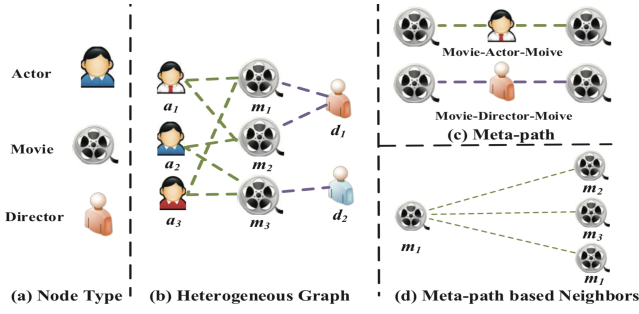 Actor
Movie
Director
(a) Node Type
a1
a2
a3
m1
m2
m3
d1
d2
(b) Heterogeneous Graph
Movie-Actor-Moive
Movie-Director-Moive
(c) Meta-path
m1
m2
m3
m1
(d) Meta-path based Neighbors